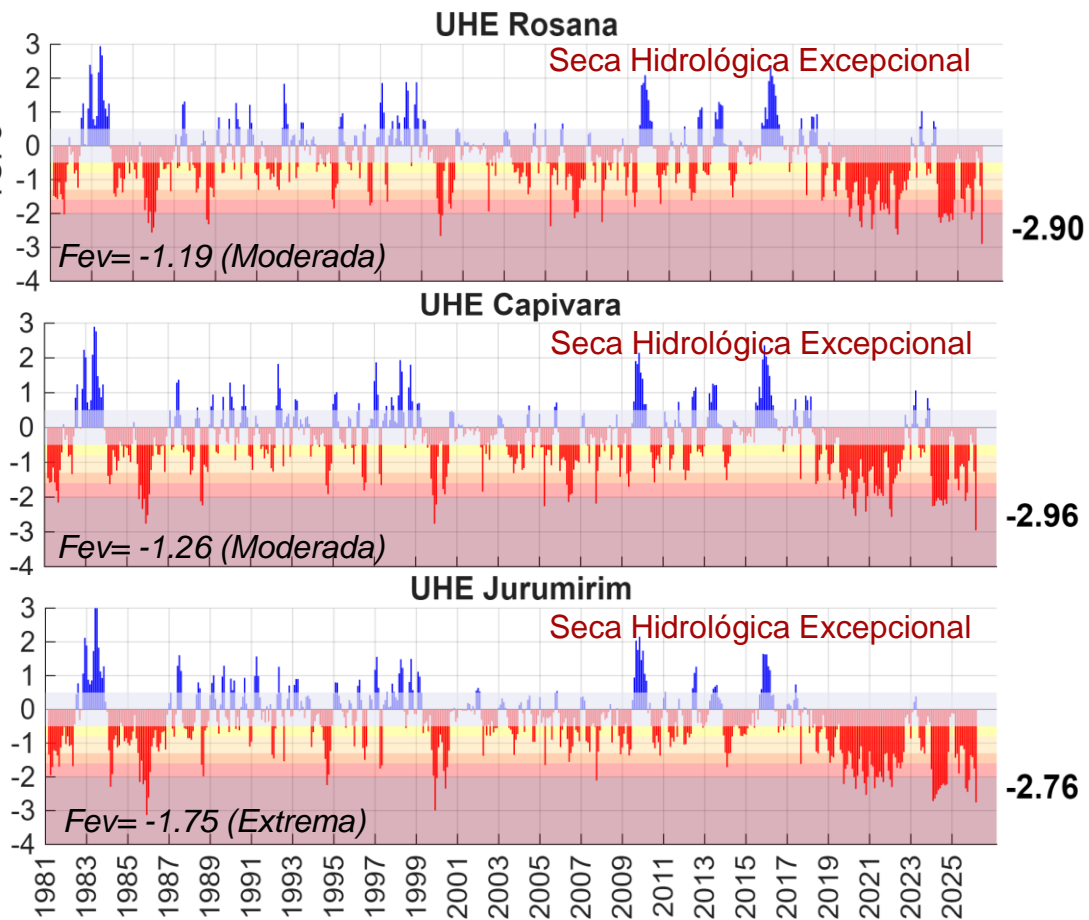 UHE Rosana
Seca Hidrológica Excepcional
3
2
1
0
-1
-2
-3
-4
-2.90
Fev= -1.19 (Moderada)
UHE Capivara
Seca Hidrológica Excepcional
3
2
1
0
-1
-2
-3
-4
-2.96
Fev= -1.26 (Moderada)
UHE Jurumirim
Seca Hidrológica Excepcional
3
2
1
0
-1
-2
-3
-4
-2.76
Fev= -1.75 (Extrema)
1981 1983 1985 1987 1989 1991 1993 1995 1997 1999 2001 2003 2005 2007 2009 2011 2013 2015 2017 2019 2021 2023 2025